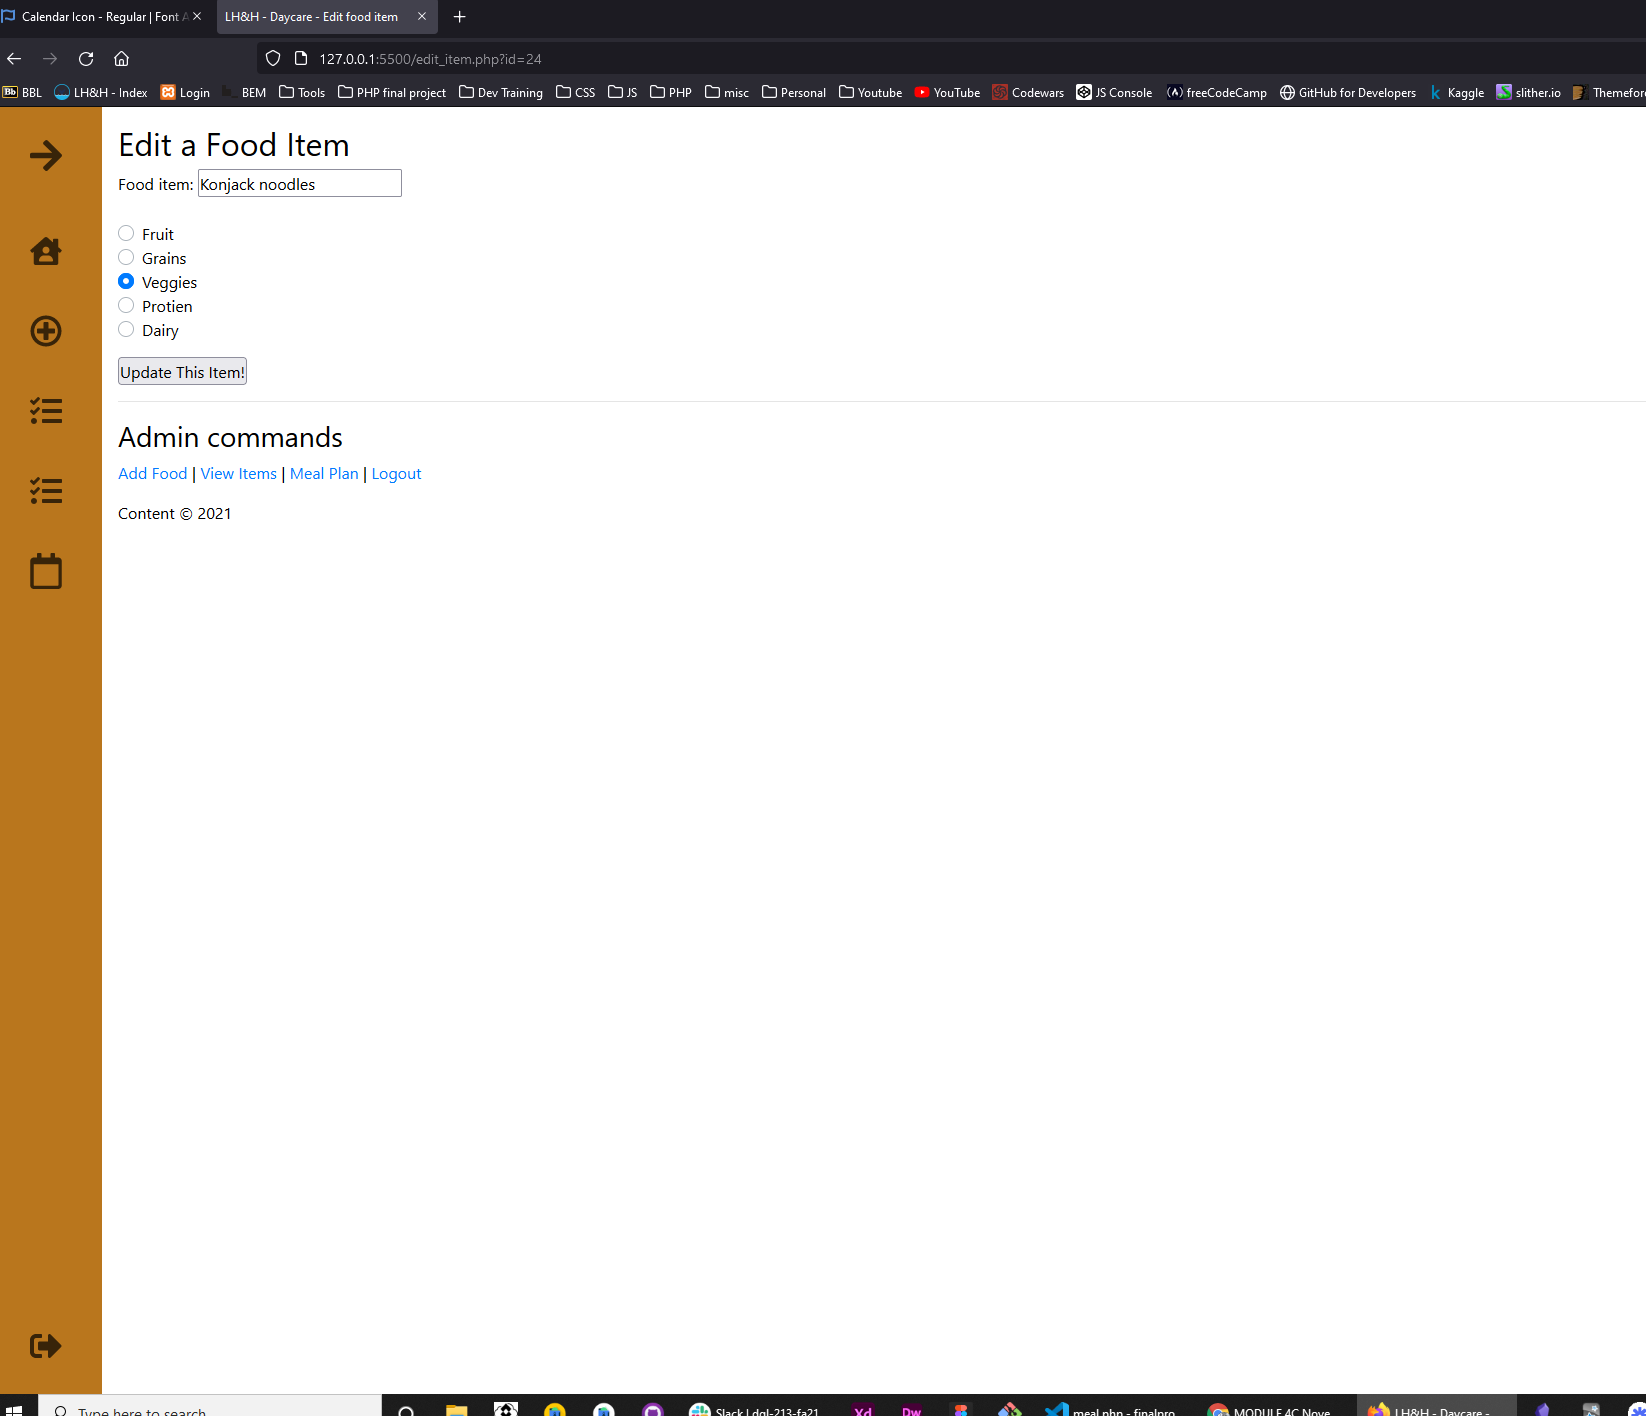 Calendar Icon - Regular | Font A
LH&H - Daycare - Edit food item
127.0.0.1:5500/edit_item.php?id=24
BBL LH&H - Index Login BEM Tools PHP final project Dev Training CSS JS PHP misc Personal Youtube YouTube Codewars JS Console freeCodeCamp GitHub for Developers Kaggle slither.io Themefore
Edit a Food Item
Food item: Konjack noodles
Fruit
Grains
Veggies
Protien
Dairy
Update This Item!
Admin commands
Add Food | View Items | Meal Plan | Logout
Content © 2021
Type here to search
Slack | dgl-213-fa21
Xd Dw
meal.php - finalpro
MODULE 4C Nove
LH&H - Daycare -